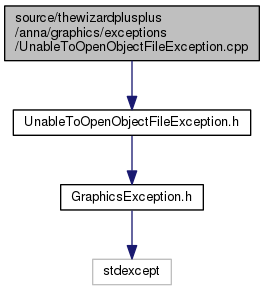 source/thewizardplusplus
/anna/graphics/exceptions
/UnableToOpenObjectFileException.cpp
UnableToOpenObjectFileException.h
GraphicsException.h
stdexcept